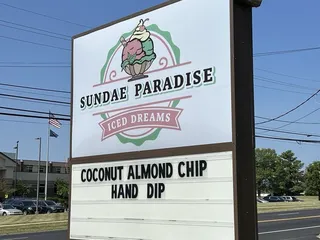 SUNDAE PARADISE
ICED DREAMS
COCONUT ALMOND CHIP
HAND DIP